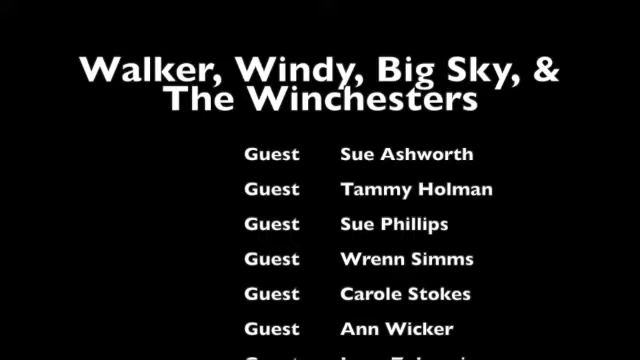 Walker, Windy, Big Sky, &
The Winchesters
Guest Sue Ashworth
Guest Tammy Holman
Guest Sue Phillips
Guest Wrenn Simms
Guest Carole Stokes
Guest Ann Wicker